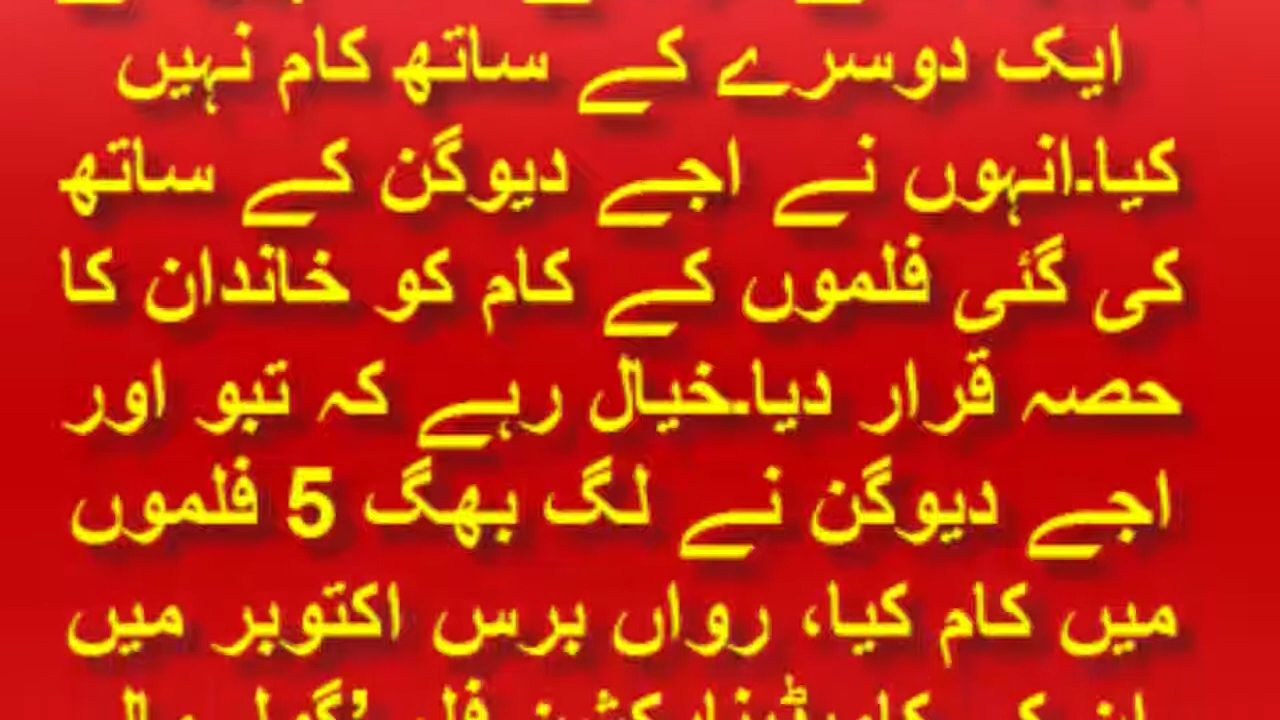 ایک دوسرے کے ساتھ کام نہیں
کیا۔انہوں نے اجے دیوگن کے ساتھ
کی گئی فلموں کے کام کو خاندان کا
حصہ قرار دیا۔خیال رہے کہ تبو اور
اجے دیوگن نے لگ بھگ 5 فلموں
میں کام کیا، رواں برس اکتوبر میں